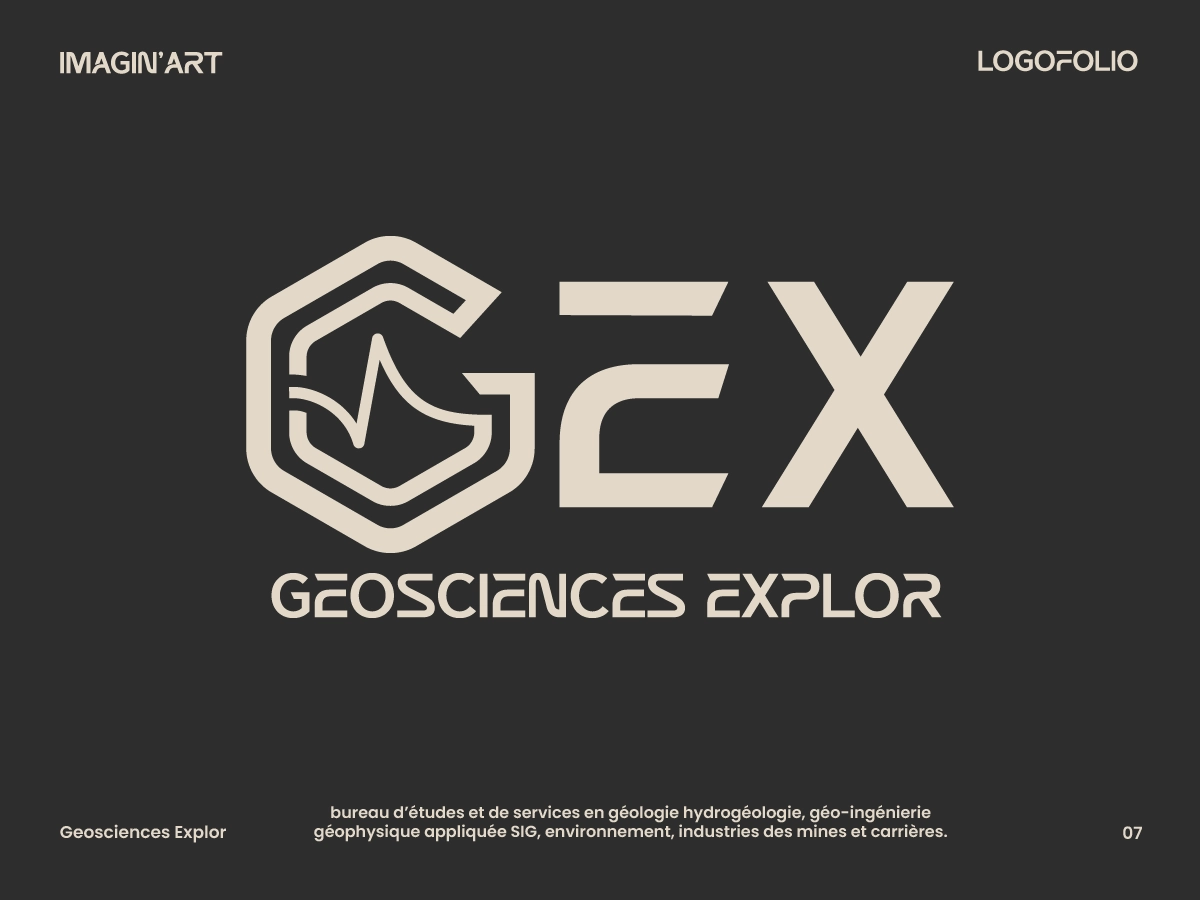 IMAGIN’ART
LOGOFOLIO
GEX
GEOSCIENCES EXPLOR
bureau d’études et de services en géologie hydrogéologie, géo-ingénierie
géophysique appliquée SIG, environnement, industries des mines et carrières.
Geosciences Explor
07